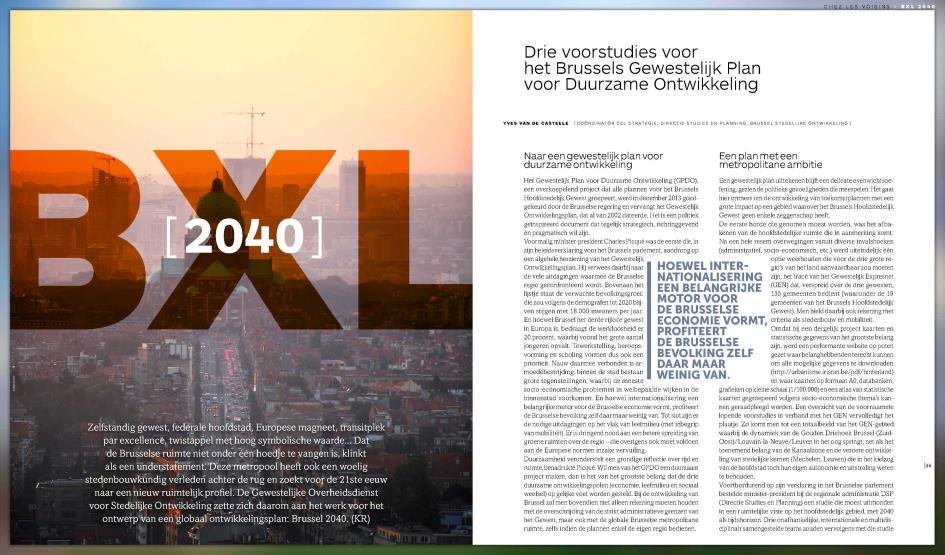 CHEZ LES VOISINS BXL 2040
BXL
[2040]
Zelfstandig gewest, federale hoofdstad, Europese magneet, transitplek
par excellence, twistappel met hoog symbolische waarde... Dat
de Brusselse ruimte niet onder één hoedje te vangen is, klinkt
als een understatement. Deze metropool heeft ook een woelig
stedenbouwkundig verleden achter de rug en zoekt voor de 21ste eeuw
naar een nieuw ruimtelijk profiel. De Gewestelijke Overheidsdienst
voor Stedelijke Ontwikkeling zette zich daarom aan het werk voor het
ontwerp van een globaal ontwikkelingsplan: Brussel 2040. (KR)
Drie voorstudies voor
het Brussels Gewestelijk Plan
voor Duurzame Ontwikkeling
YVES VAN DE CASTEELE [COÖRDINATOR CEL STRATEGIE, DIRECTIE STUDIES EN PLANNING, BRUSSEL STEDELIJKE ONTWIKKELING]
Naar een gewestelijk plan voor
duurzame ontwikkeling
Het Gewestelijk Plan voor Duurzame Ontwikkeling (GPDO),
een overkoepelend project dat alle plannen voor het Brussels
Hoofdstedelijk Gewest groepeert, werd in december 2013 goed-
gekeurd door de Brusselse regering en vervangt het Gewestelijk
Ontwikkelingsplan, dat al van 2002 dateerde. Het is een politiek
geïnspireerd document dat tegelijk strategisch, richtinggevend
én pragmatisch wil zijn.
Voormalig minister-president Charles Picqué was de eerste die, in
zijn beleidsverklaring voor het Brussels Parlement, aandrong op
een algehele herziening van het Gewestelijk
Ontwikkelingsplan. Hij verwees daarbij naar
de vele uitdagingen waarmee de Brusselse
regio geconfronteerd wordt. Bovenaan het
lijstje staat de verwachte bevolkingsgroei:
die zou volgens de demografen tot 2020 blij-
ven stijgen met 18.000 inwoners per jaar.
En hoewel Brussel het derde rijkste gewest
in Europa is, bedraagt de werkloosheid er
20 procent, waarbij vooral het grote aantal
jongeren opvalt. Tewerkstelling, beroeps-
vorming en scholing vormen dus ook een
prioriteit. Nauw daarmee verbonden is ar-
moedebestrijding: binnen de stad bestaan
grote tegenstellingen, waarbij de meeste
socio-economische problemen in welbepaalde wijken in de
binnenstad voorkomen. En hoewel internationalisering een
belangrijke motor voor de Brusselse economie vormt, profiteert
de Brusselse bevolking zelf daar maar weinig van. Tot slot zijn er
de nodige uitdagingen op het vlak van leefmilieu (met inbegrip
van mobiliteit). Er is dringend nood aan een betere spreiding van
groene ruimten over de regio – die overigens ook moet voldoen
aan de Europese normen inzake vervuiling.
Duurzaamheid veronderstelt een grondige reflectie over tijd en
ruimte, benadrukte Picqué. Wil men van het GPDO een duurzaam
project maken, dan is het van het grootste belang dat de drie
duurzame ontwikkelingspolen (economie, leefmilieu en sociaal
weefsel) op gelijke voet worden gesteld. Bij de ontwikkeling van
Brussel zal men bovendien niet alleen rekening moeten houden
met de overschrijding van de strikt administratieve grenzen van
het Gewest, maar ook met de globale Brusselse metropolitane
ruimte, zelfs indien de plannen enkel de eigen regio bedienen.
HOEWEL INTER-
NATIONALISERING
EEN BELANGRIJKE
MOTOR VOOR
DE BRUSSELSE
ECONOMIE VORMT,
PROFITEERT
DE BRUSSELSE
BEVOLKING ZELF
DAAR MAAR
WEINIG VAN.
Een plan met een
metropolitane ambitie
Een gewestelijk plan uittekenen blijft een delicate evenwichtsoe-
fening, gezien de politieke gevoeligheden die meespelen. Het gaat
hier immers om de ontwikkeling van toekomstplannen met een
grote impact op een gebied waarover het Brussels Hoofdstedelijk
Gewest geen enkele zeggenschap heeft.
De eerste horde die genomen moest worden, was het afba-
kenen van de hoofdstedelijke ruimte die in aanmerking komt.
Na een hele resem overwegingen vanuit diverse invalshoeken
(administratief, socio-economisch, etc.) werd uiteindelijk één
optie weerhouden die voor de drie grote re-
gio's van het land aanvaardbaar zou moeten
zijn: het tracé van het Gewestelijk Expresnet
(GEN) dat, verspreid over de drie gewesten,
135 gemeenten bedient (waaronder de 19
gemeenten van het Brussels Hoofdstedelijk
Gewest). Men hield daarbij ook rekening met
criteria als stedenbouw en mobiliteit.
Omdat bij een dergelijk project kaarten en
statistische gegevens van het grootste belang
zijn, werd een performante website op poten
gezet waar belanghebbenden terecht kunnen
om alle mogelijke gegevens te downloaden
(http://urbanisme.irisnet.be/pdf/hinterland)
en waar kaarten op formaat A0, databanken,
grafieken op kleine schaal (1/100.000) en een atlas van statistische
kaarten gegroepeerd volgens socio-economische thema's kun-
nen geraadpleegd worden. Een overzicht van de voornaamste
lopende voorstudies in verband met het GEN vervolledigt het
plaatje. Zo komt men tot een totaalbeeld van het GEN-gebied
waarbij de dynamiek van de Gouden Driehoek Brussel (Zuid-
Oost)/Louvain-la-Neuve/Leuven in het oog springt, net als het
toenemend belang van de Kanaalzone en de verdere ontwikke-
ling van stedelijke kernen (Mechelen, Leuven) die in het kielzog
van de hoofdstad toch hun eigen autonomie en uitstraling weten
te behouden.
Voortbordurend op zijn verklaring in het Brusselse parlement
bestelde minister-president bij de regionale administratie DSP
(Directie Studies en Planning) een studie die moest uitmonden
in een ruimtelijke visie op het hoofdstedelijk gebied, met 2040
als tijdshorizon. Drie onafhankelijke, internationale en multidis-
ciplinair samengestelde teams zouden vervolgens met die studie